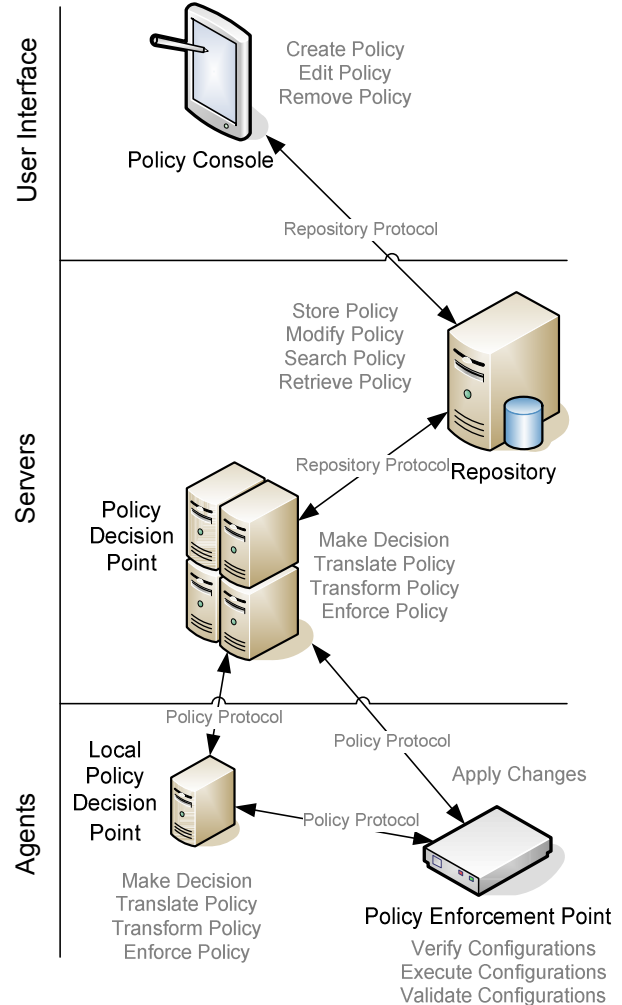 User Interface
Create Policy
Edit Policy
Remove Policy
Policy Console
Repository Protocol
Servers
Store Policy
Modify Policy
Search Policy
Retrieve Policy
Repository Protocol
Repository
Policy
Decision
Point
Make Decision
Translate Policy
Transform Policy
Enforce Policy
Agents
Policy Protocol
Policy Protocol
Local
Policy
Decision
Point
Apply Changes
Policy Protocol
Make Decision
Translate Policy
Transform Policy
Enforce Policy
Policy Enforcement Point
Verify Configurations
Execute Configurations
Validate Configurations